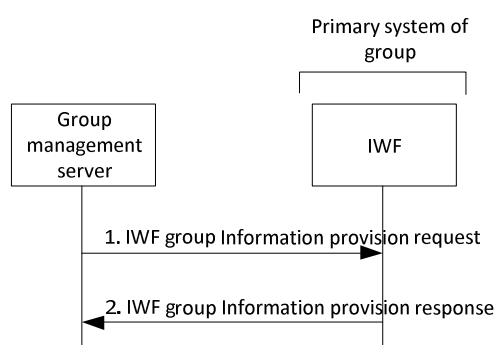 Primary system of
group
Group
management
server
IWF
1. IWF group Information provision request
2. IWF group Information provision response